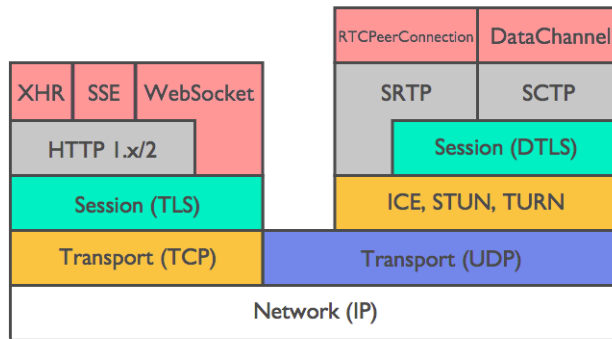 RTCPeerConnection DataChannel
XHR SSE WebSocket SRTP SCTP
HTTP 1.x/2 Session (DTLS)
Session (TLS) ICE, STUN, TURN
Transport (TCP) Transport (UDP)
Network (IP)